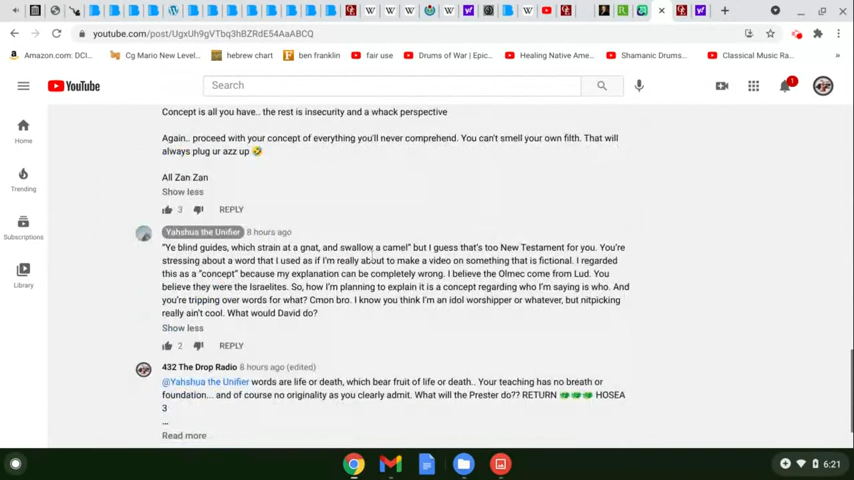 youtube.com/post/UgxUh9gVTbq3hBZRdE54AaABCQ
Amazon.com: DCI... Cg Mario New Level... hebrew chart ben franklin fair use Drums of War | Epic... Healing Native Ame... Shamanic Drums... Classical Music Ra...
YouTube Search 1
Home
Trending
Subscriptions
Library
Concept is all you have.. the rest is insecurity and a whack perspective
Again.. proceed with your concept of everything you'll never comprehend. You can't smell your own filth. That will
always plug ur azz up 🤣
All Zan Zan
Show less
3 REPLY
Yahshua the Unifier 8 hours ago
"Ye blind guides, which strain at a gnat, and swallow a camel" but I guess that's too New Testament for you. You're
stressing about a word that I used as if I'm really about to make a video on something that is fictional. I regarded
this as a "concept" because my explanation can be completely wrong. I believe the Olmec come from Lud. You
believe they were the Israelites. So, how I'm planning to explain it is a concept regarding who I'm saying is who. And
you're tripping over words for what? Cmon bro. I know you think I'm an idol worshipper or whatever, but nitpicking
really ain't cool. What would David do?
Show less
2 REPLY
432 The Drop Radio 8 hours ago (edited)
@Yahshua the Unifier words are life or death, which bear fruit of life or death.. Your teaching has no breath or
foundation... and of course no originality as you clearly admit. What will the Prester do?? RETURN 🐲🐲🐲 HOSEA
3
...
Read more
6:21